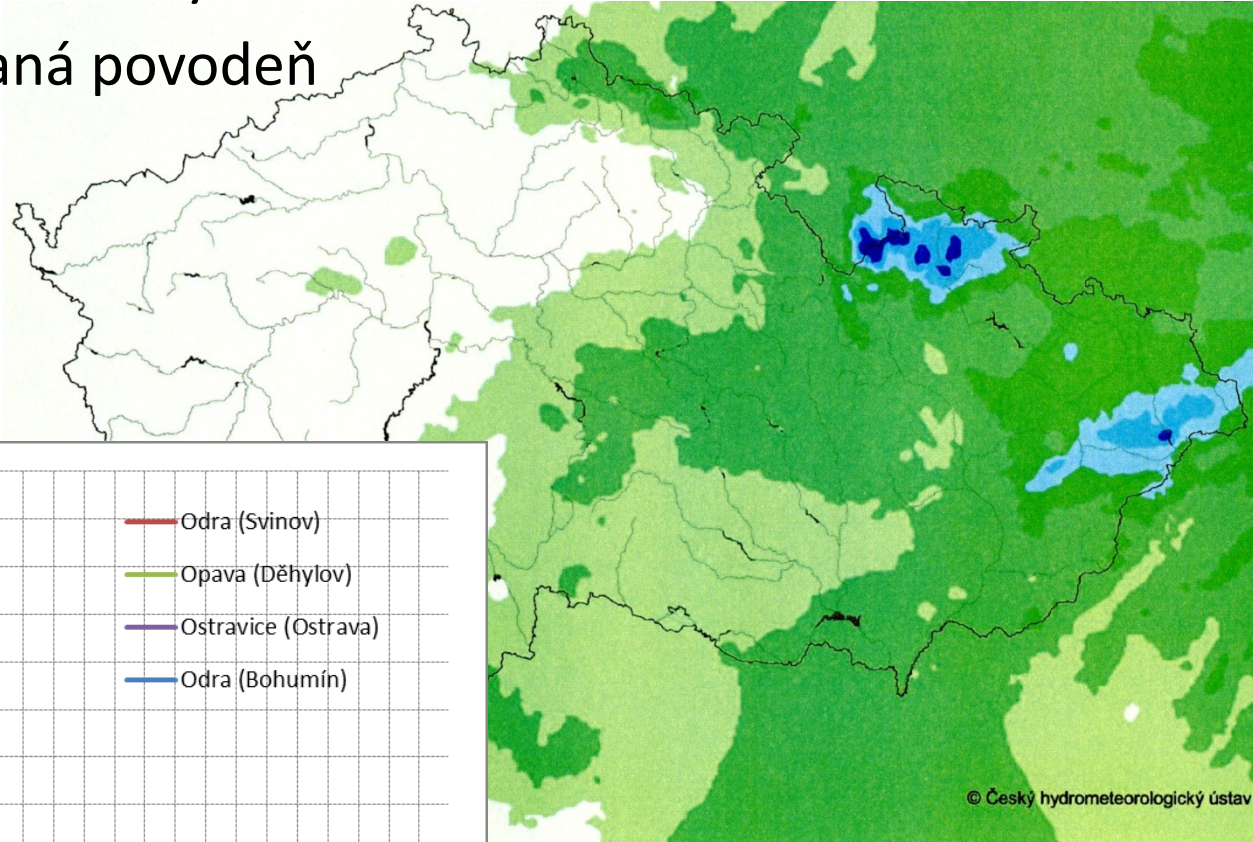 aná povodeň
Odra (Svinov)
Opava (Děhylov)
Ostravice (Ostrava)
Odra (Bohumín)
© Český hydrometeorologický ústav